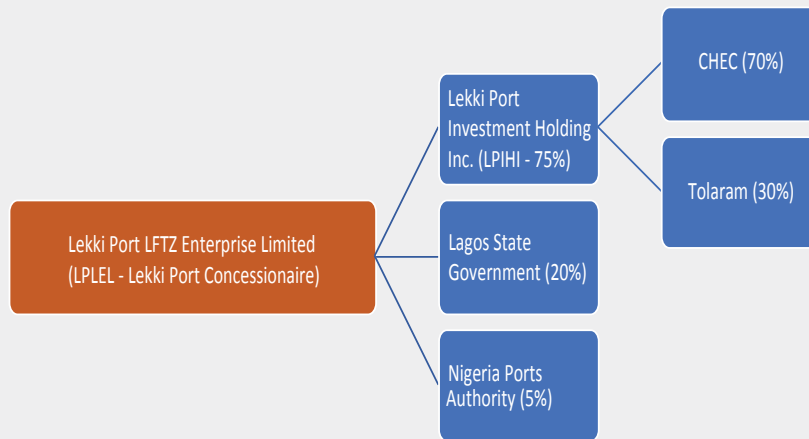 Lekki Port LFTZ Enterprise Limited
(LPLEL - Lekki Port Concessionaire)
Lekki Port
Investment Holding
Inc. (LPIHI - 75%)
Lagos State
Government (20%)
Nigeria Ports
Authority (5%)
CHEC (70%)
Tolaram (30%)